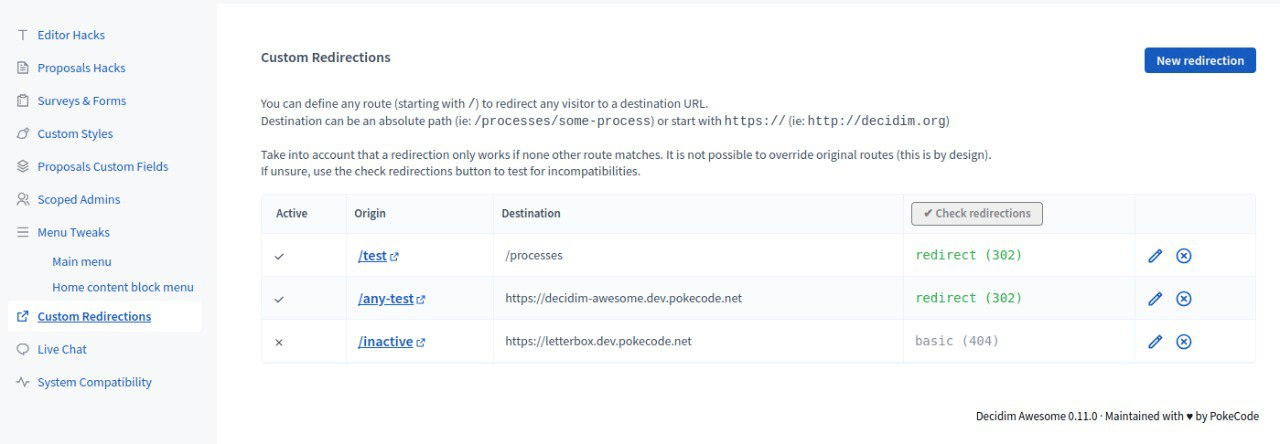 Editor Hacks
Proposals Hacks
Surveys & Forms
Custom Styles
Proposals Custom Fields
Scoped Admins
Menu Tweaks
Main menu
Home content block menu
Custom Redirections
Live Chat
System Compatibility
Custom Redirections
New redirection
You can define any route (starting with /) to redirect any visitor to a destination URL.
Destination can be an absolute path (ie: /processes/some-process) or start with https:// (ie: http://decidim.org)
Take into account that a redirection only works if none other route matches. It is not possible to override original routes (this is by design).
If unsure, use the check redirections button to test for incompatibilities.
Active Origin Destination ✔ Check redirections
✓ /test /processes redirect (302)
✓ /any-test https://decidim-awesome.dev.pokecode.net redirect (302)
✕ /inactive https://letterbox.dev.pokecode.net basic (404)
Decidim Awesome 0.11.0 · Maintained with ♥ by PokeCode